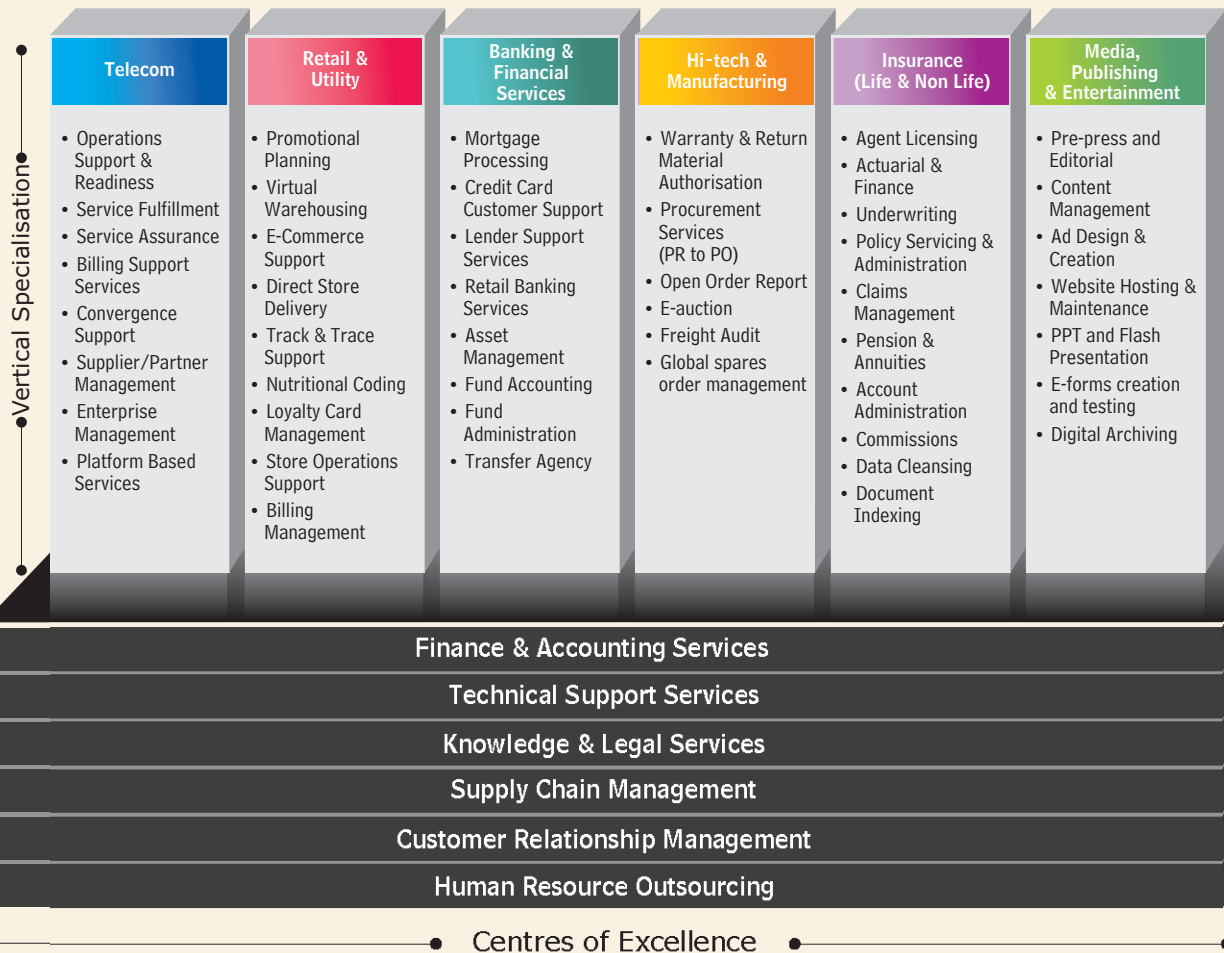 Vertical Specialisation
Telecom
• Operations
Support &
Readiness
• Service Fulfillment
• Service Assurance
• Billing Support
Services
• Convergence
Support
• Supplier/Partner
Management
• Enterprise
Management
• Platform Based
Services
Retail &
Utility
• Promotional
Planning
• Virtual
Warehousing
• E-Commerce
Support
• Direct Store
Delivery
• Track & Trace
Support
• Nutritional Coding
• Loyalty Card
Management
• Store Operations
Support
• Billing
Management
Banking &
Financial
Services
• Mortgage
Processing
• Credit Card
Customer Support
• Lender Support
Services
• Retail Banking
Services
• Asset
Management
• Fund Accounting
• Fund
Administration
• Transfer Agency
Hi-tech &
Manufacturing
• Warranty & Return
Material
Authorisation
• Procurement
Services
(PR to PO)
• Open Order Report
• E-auction
• Freight Audit
• Global spares
order management
Insurance
(Life & Non Life)
• Agent Licensing
• Actuarial &
Finance
• Underwriting
• Policy Servicing &
Administration
• Claims
Management
• Pension &
Annuities
• Account
Administration
• Commissions
• Data Cleansing
• Document
Indexing
Media,
Publishing
& Entertainment
• Pre-press and
Editorial
• Content
Management
• Ad Design &
Creation
• Website Hosting &
Maintenance
• PPT and Flash
Presentation
• E-forms creation
and testing
• Digital Archiving
Finance & Accounting Services
Technical Support Services
Knowledge & Legal Services
Supply Chain Management
Customer Relationship Management
Human Resource Outsourcing
Centres of Excellence